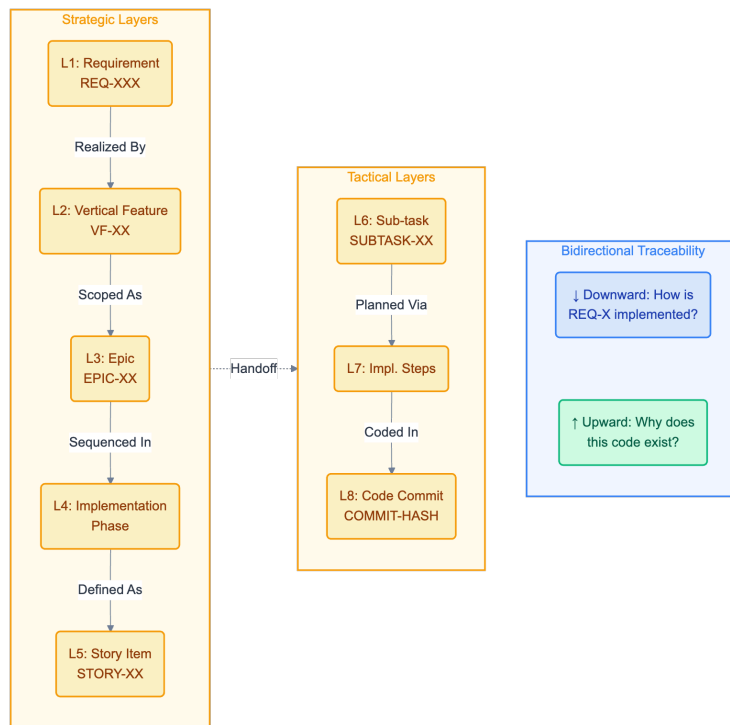 Strategic Layers
L1: Requirement
REQ-XXX
Realized By
L2: Vertical Feature
VF-XX
Scoped As
L3: Epic
EPIC-XX
Sequenced In
L4: Implementation
Phase
Defined As
L5: Story Item
STORY-XX
Handoff
Tactical Layers
L6: Sub-task
SUBTASK-XX
Planned Via
L7: Impl. Steps
Coded In
L8: Code Commit
COMMIT-HASH
Bidirectional Traceability
↓ Downward: How is
REQ-X implemented?
↑ Upward: Why does
this code exist?